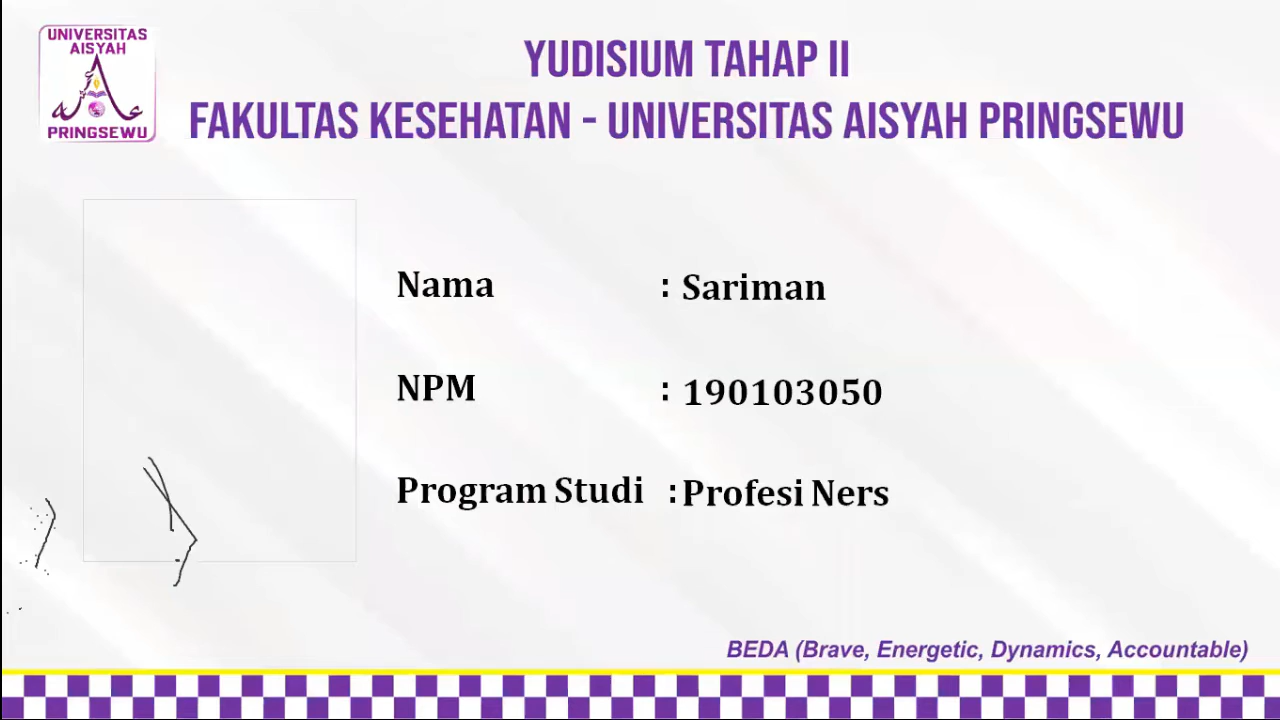 UNIVERSITAS
AISYAH
PRINGSEWU
YUDISIUM TAHAP II
FAKULTAS KESEHATAN - UNIVERSITAS AISYAH PRINGSEWU
Nama : Sariman
NPM : 190103050
Program Studi : Profesi Ners
BEDA (Brave, Energetic, Dynamics, Accountable)